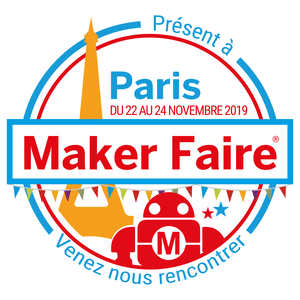 Présent à
Paris
DU 22 AU 24 NOVEMBRE 2019
Maker Faire®
M
Venez nous rencontrer